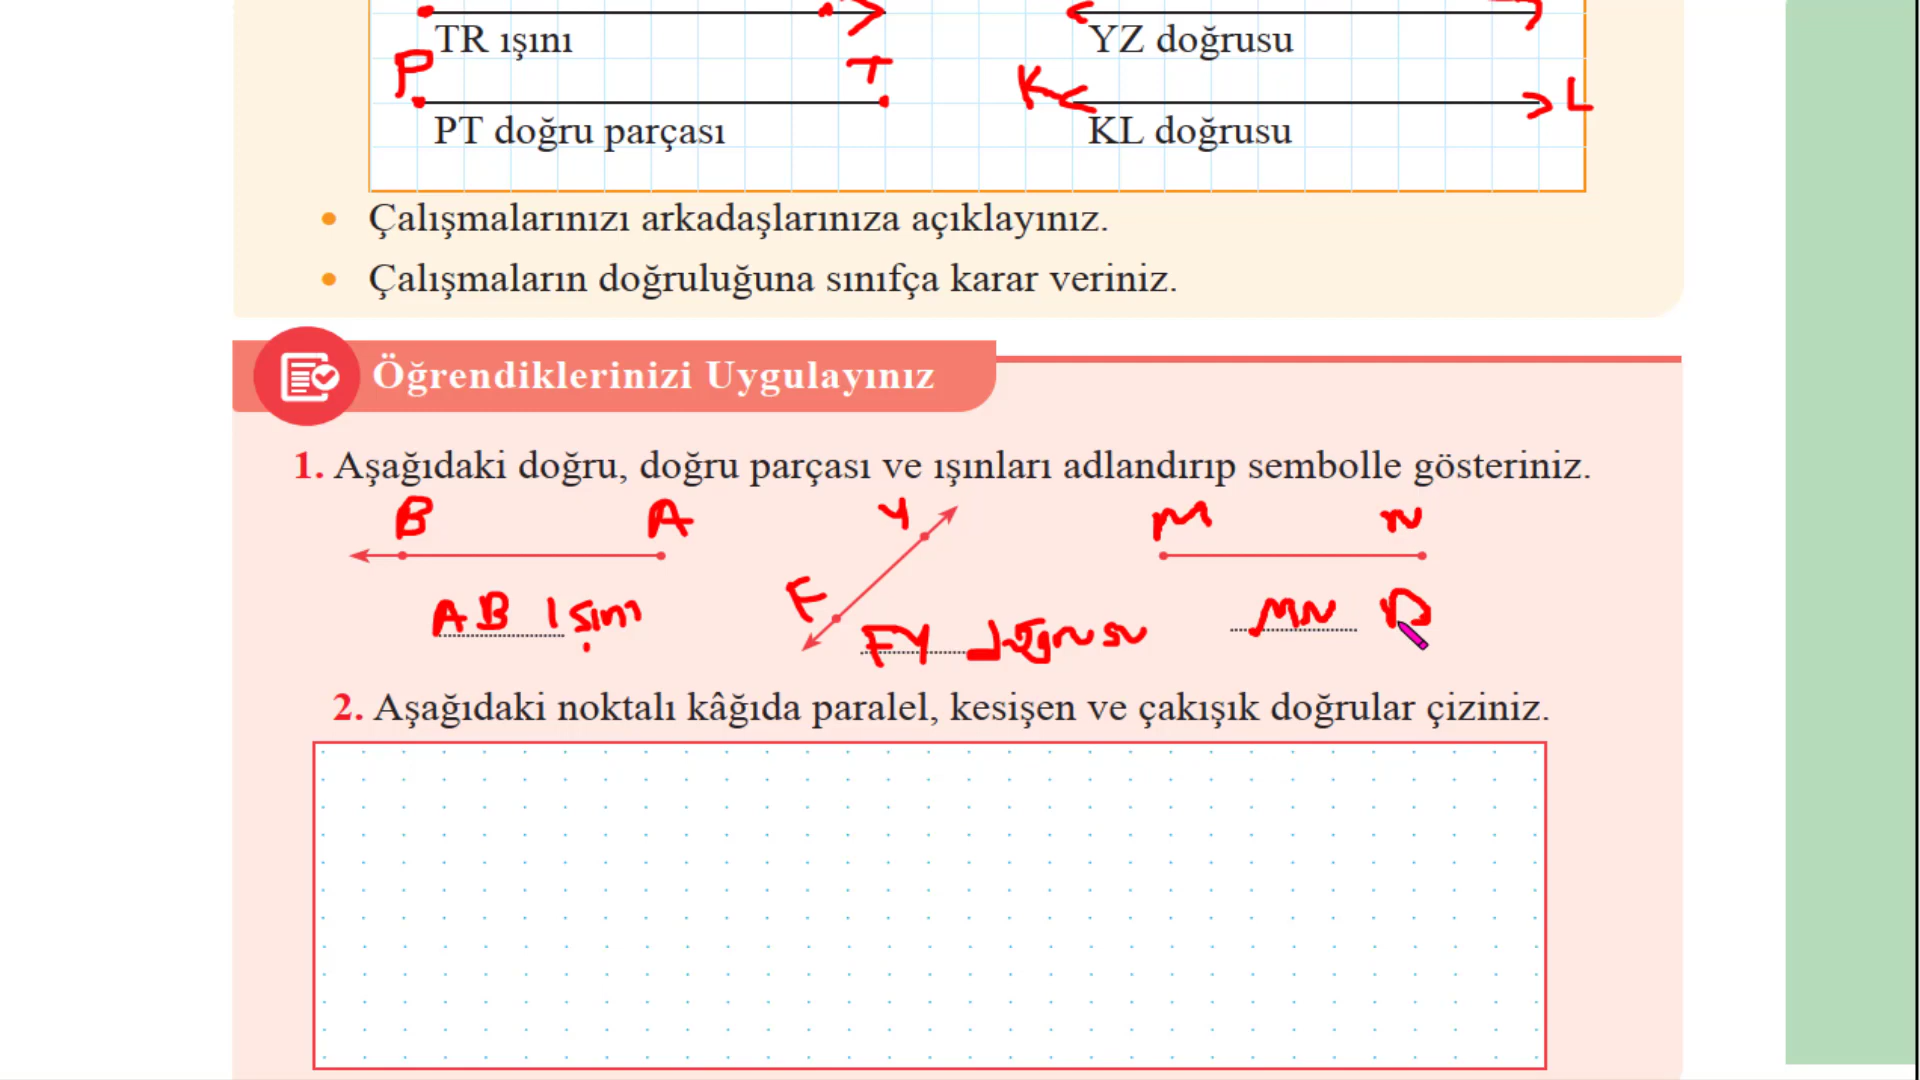 TR ışını YZ doğrusu
P T K L
PT doğru parçası KL doğrusu
• Çalışmalarınızı arkadaşlarınıza açıklayınız.
• Çalışmaların doğruluğuna sınıfça karar veriniz.
Öğrendiklerinizi Uygulayınız
1. Aşağıdaki doğru, doğru parçası ve ışınları adlandırıp sembolle gösteriniz.
B A Y M N
F
AB ışını FY doğrusu MN D
2. Aşağıdaki noktalı kâğıda paralel, kesişen ve çakışık doğrular çiziniz.